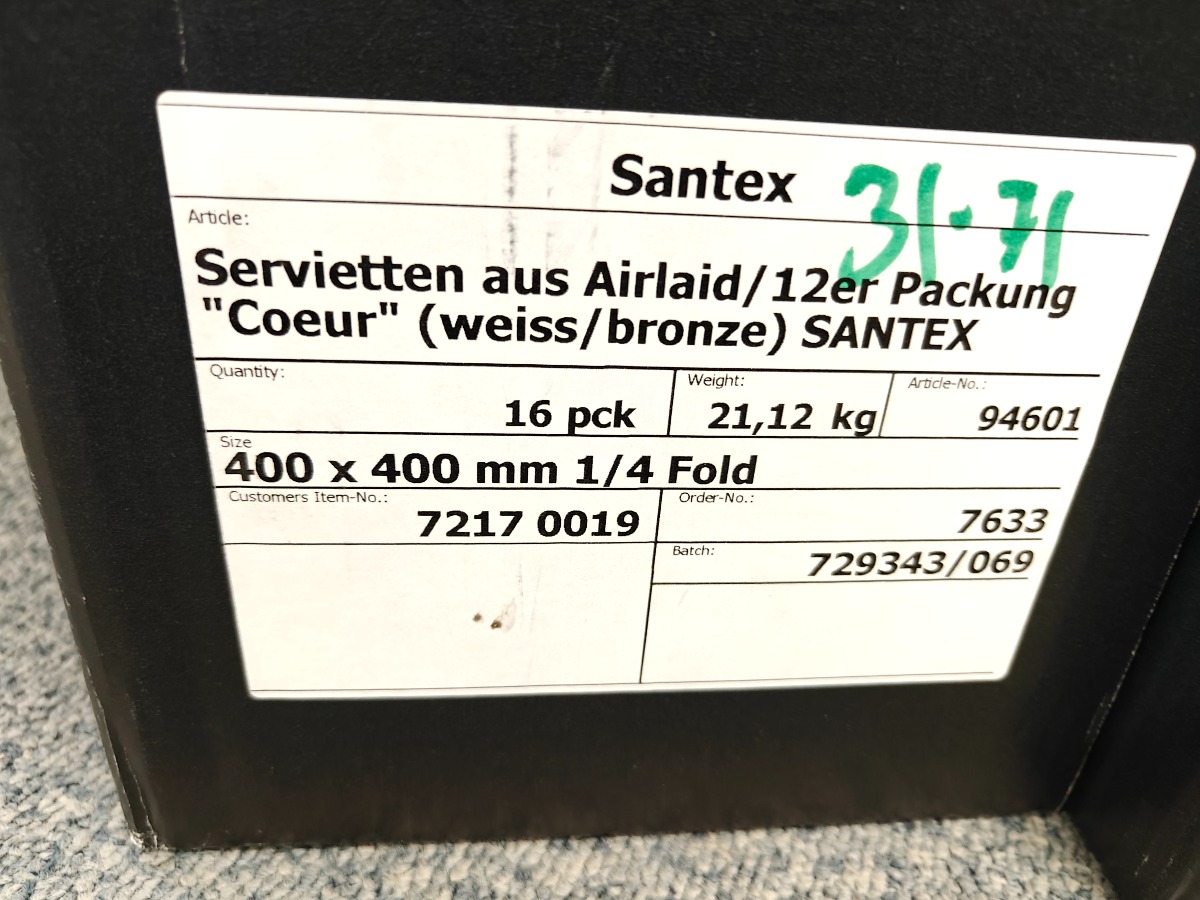 Santex
31.71
Article:
Servietten aus Airlaid/12er Packung
"Coeur" (weiss/bronze) SANTEX
Quantity:
16 pck
Weight:
21,12 kg
Article-No.:
94601
Size
400 x 400 mm 1/4 Fold
Customers Item-No.:
7217 0019
Order-No.:
7633
Batch:
729343/069